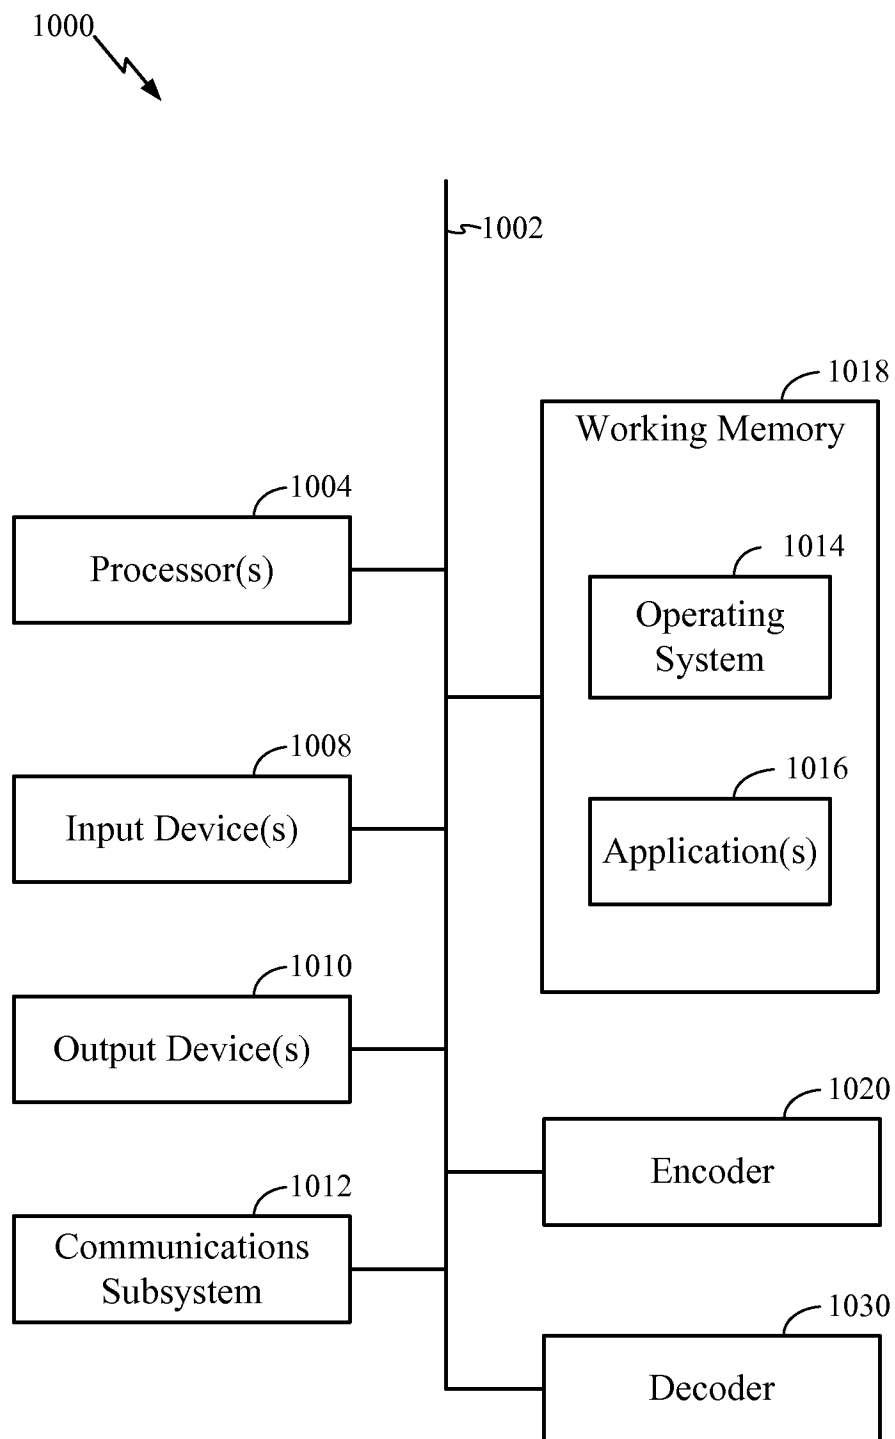 1000
1002
1018
Working Memory
1004
Processor(s)
1014
Operating
System
1008
Input Device(s)
1016
Application(s)
1010
Output Device(s)
1020
Encoder
1012
Communications
Subsystem
1030
Decoder